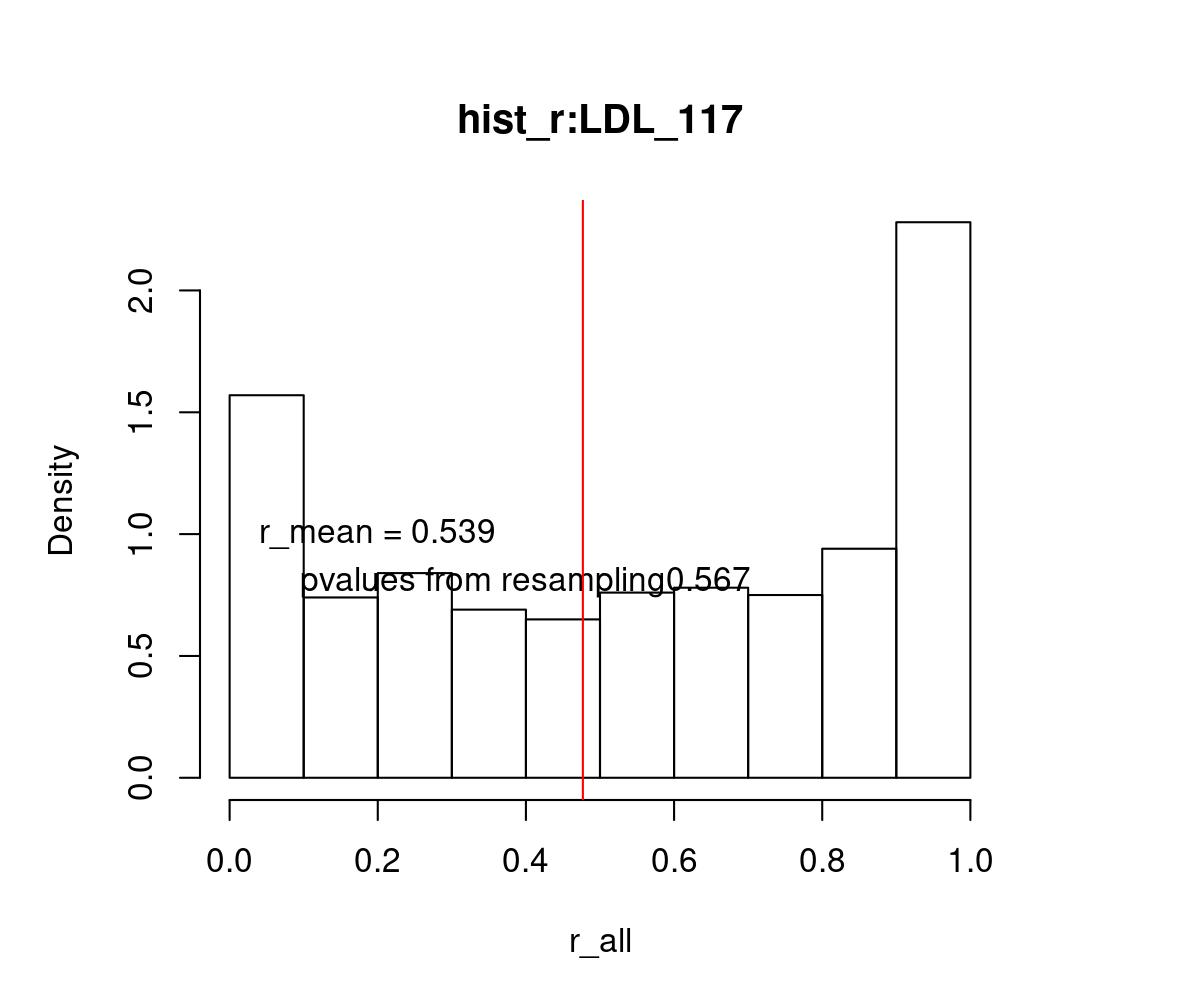 hist_r:LDL_117
Density
2.0
1.5
1.0
0.5
0.0
r_mean = 0.539
pvalues from resampling0.567
0.0 0.2 0.4 0.6 0.8 1.0
r_all